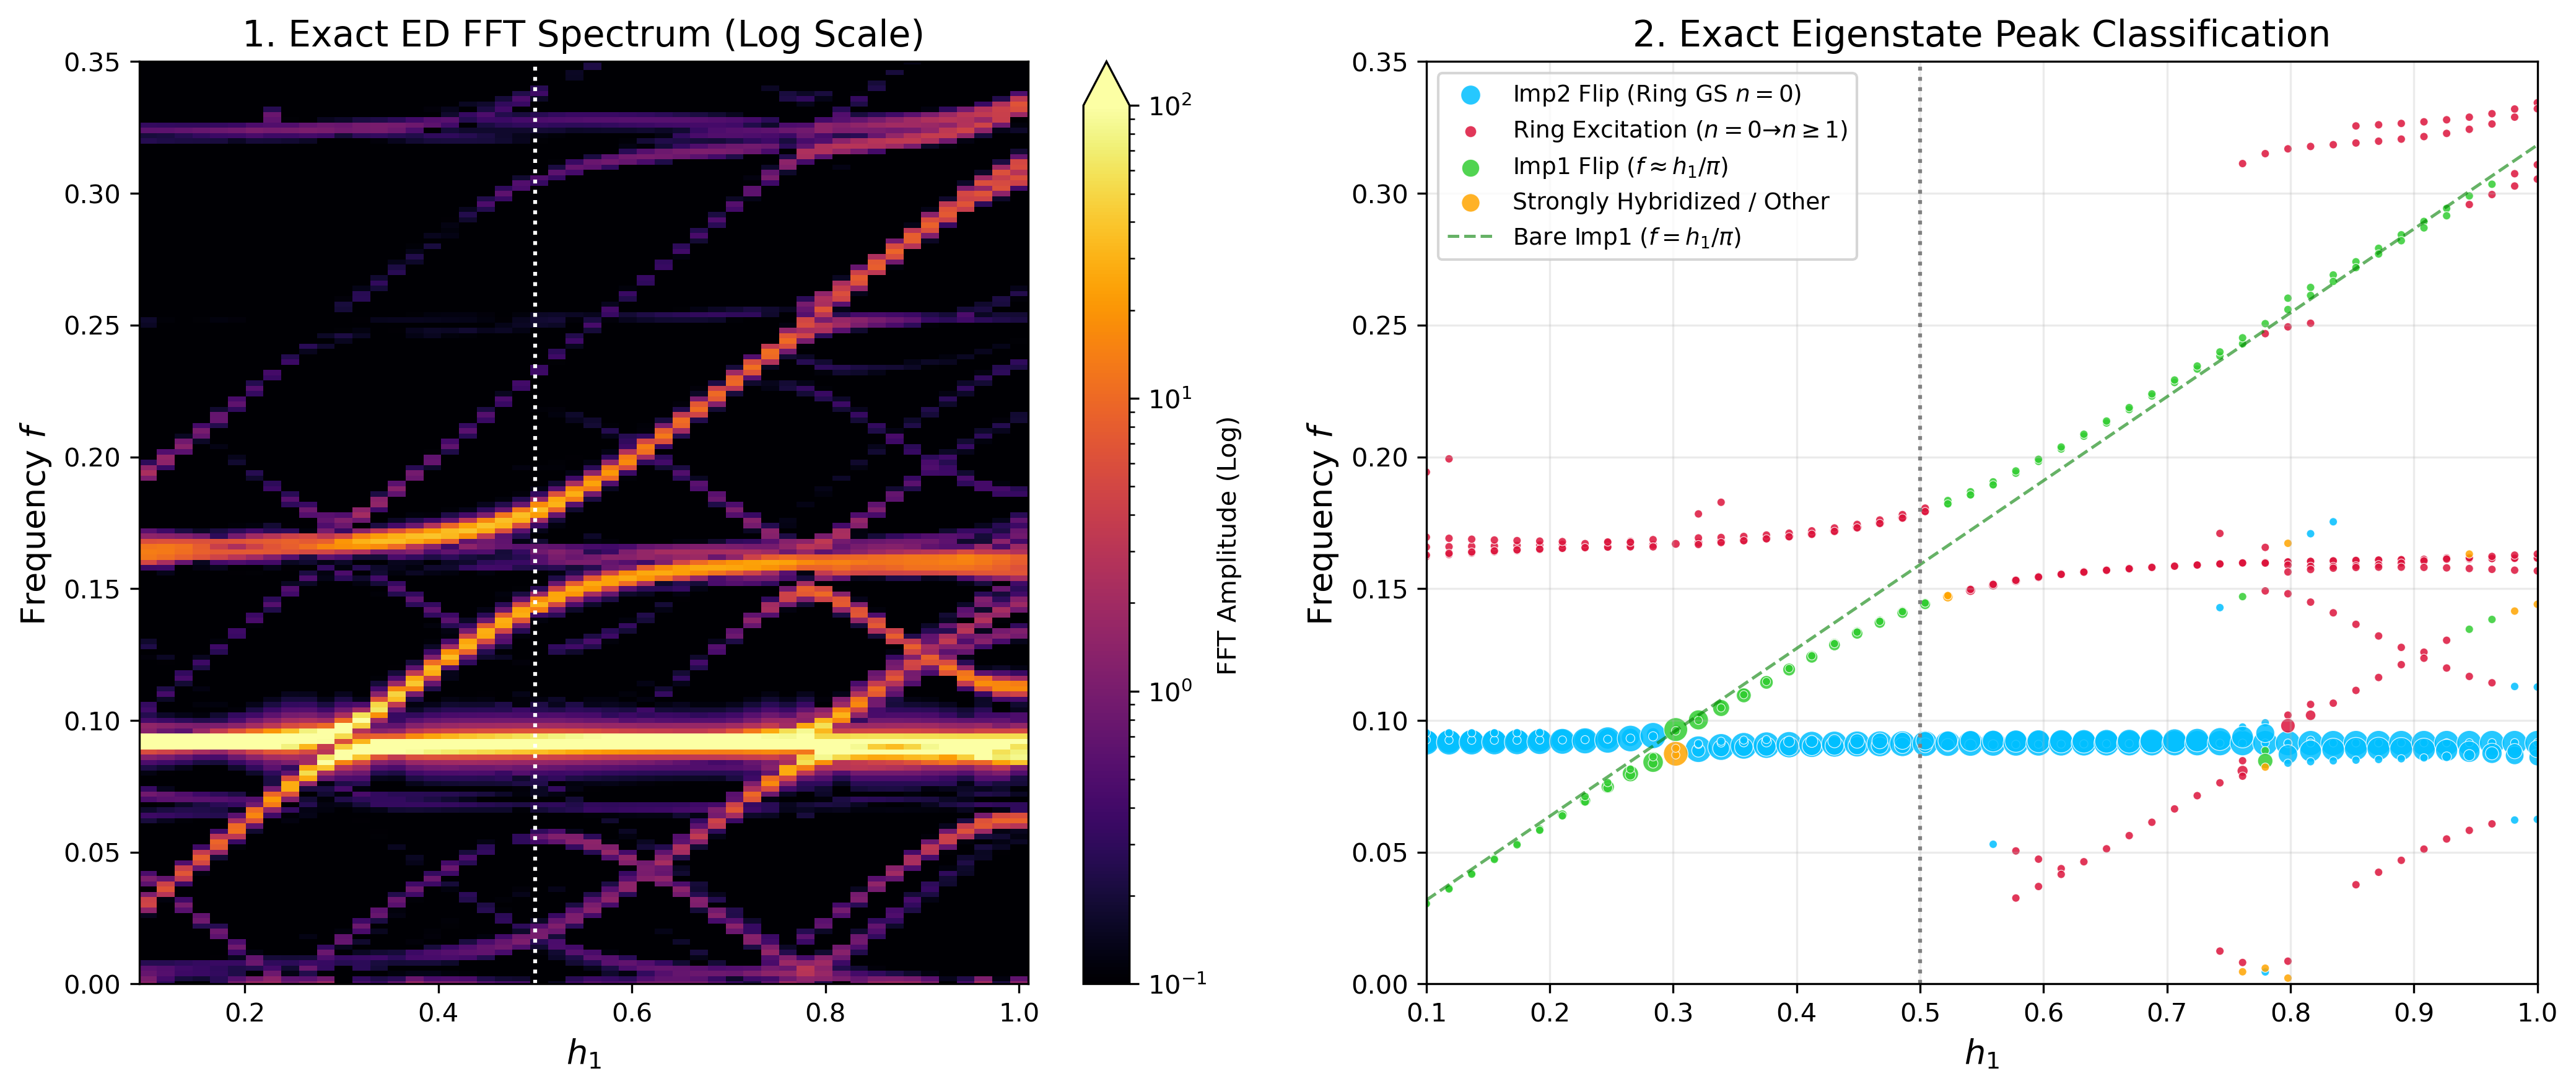 1. Exact ED FFT Spectrum (Log Scale)
0.35
0.30
0.25
0.20
0.15
0.10
0.05
0.00
Frequency f
0.2
0.4
0.6
0.8
1.0
h₁
10²
10¹
10⁰
10⁻¹
FFT Amplitude (Log)
2. Exact Eigenstate Peak Classification
0.35
0.30
0.25
0.20
0.15
0.10
0.05
0.00
Frequency f
Imp2 Flip (Ring GS n = 0)
Ring Excitation (n = 0→n ≥ 1)
Imp1 Flip (f ≈ h₁/π)
Strongly Hybridized / Other
Bare Imp1 (f = h₁/π)
0.1
0.2
0.3
0.4
0.5
0.6
0.7
0.8
0.9
1.0
h₁